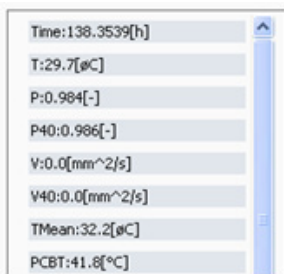 Time:138.3539[h]
T:29.7[øC]
P:0.984[-]
P40:0.986[-]
V:0.0[mm^2/s]
V40:0.0[mm^2/s]
TMean:32.2[øC]
PCBT:41.8[°C]